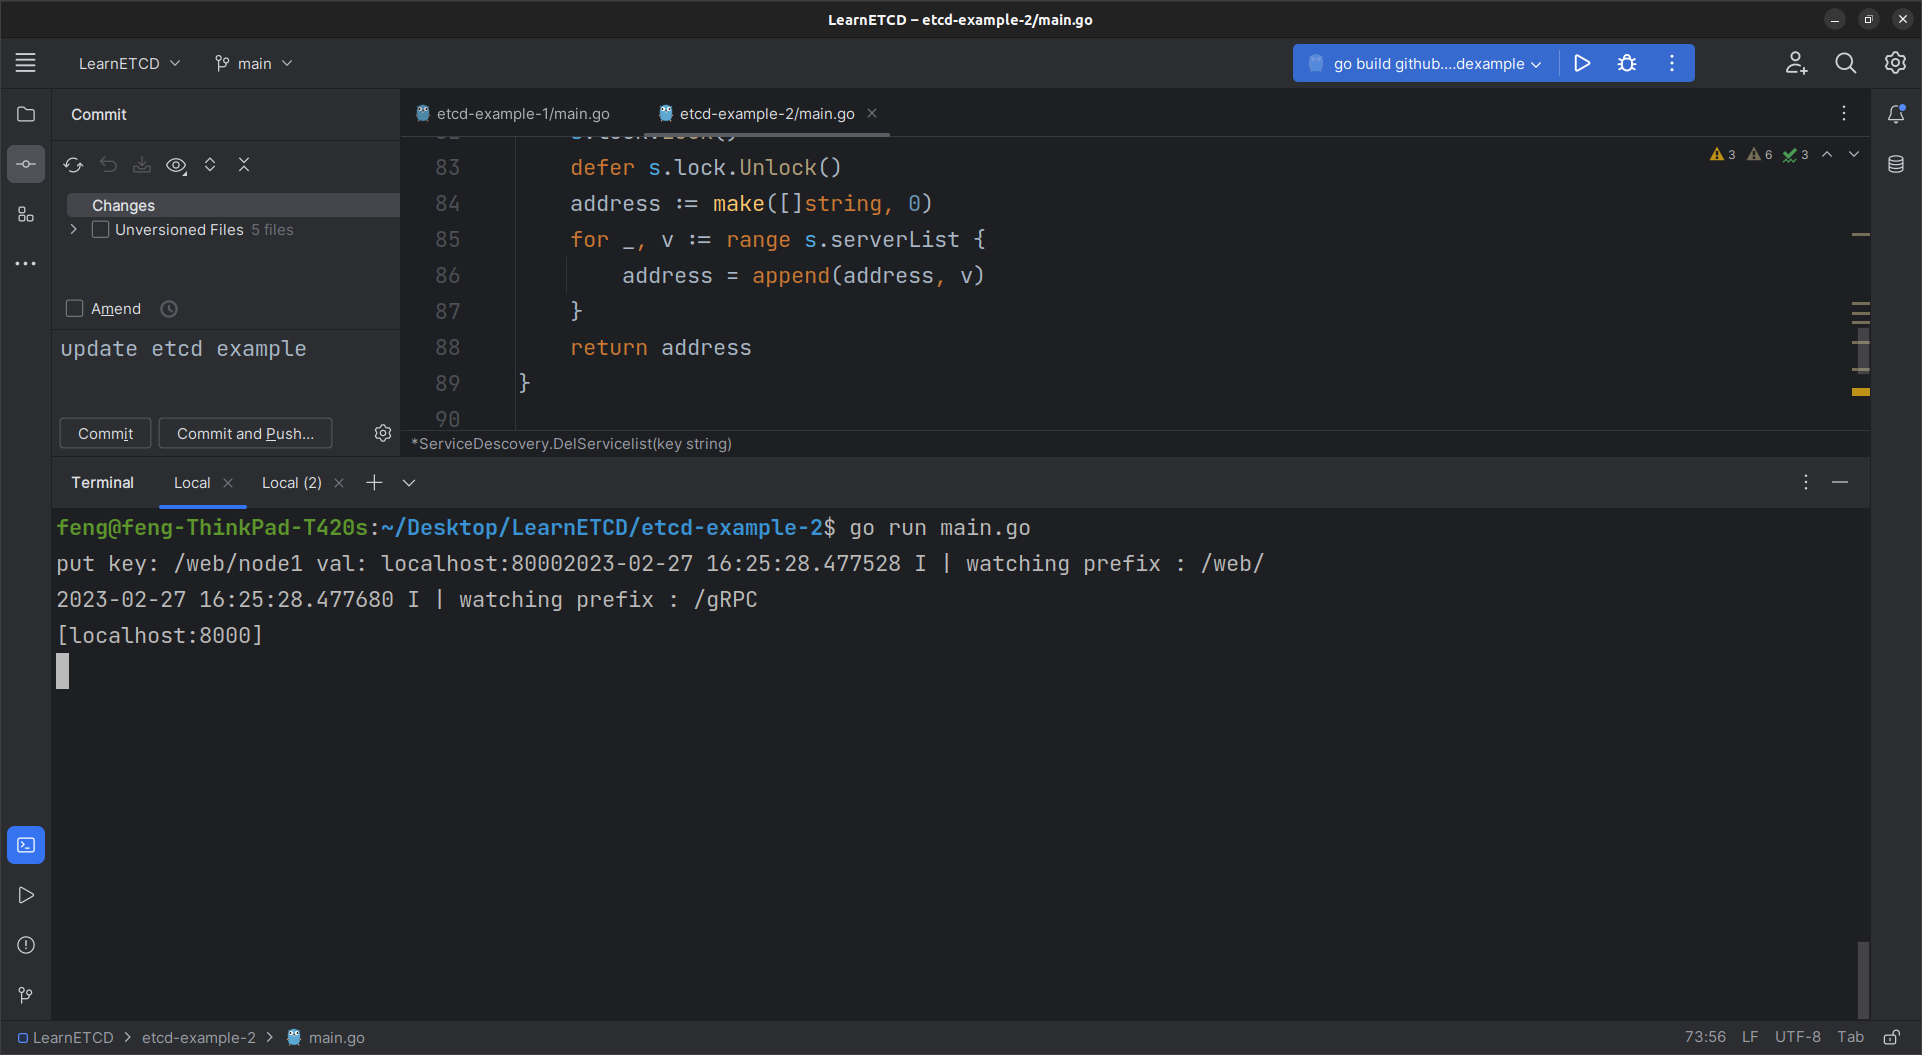 LearnETCD – etcd-example-2/main.go
LearnETCD
main
go build github....dexample
Commit
etcd-example-1/main.go
etcd-example-2/main.go
3 6 3
Changes
Unversioned Files 5 files
Amend
update etcd example
Commit
Commit and Push...
83 defer s.lock.Unlock()
84 address := make([]string, 0)
85 for _, v := range s.serverList {
86 address = append(address, v)
87 }
88 return address
89 }
90
*ServiceDescovery.DelServicelist(key string)
Terminal
Local
Local (2)
feng@feng-ThinkPad-T420s:~/Desktop/LearnETCD/etcd-example-2$ go run main.go
put key: /web/node1 val: localhost:80002023-02-27 16:25:28.477528 I | watching prefix : /web/
2023-02-27 16:25:28.477680 I | watching prefix : /gRPC
[localhost:8000]
LearnETCD > etcd-example-2 > main.go
73:56 LF UTF-8 Tab